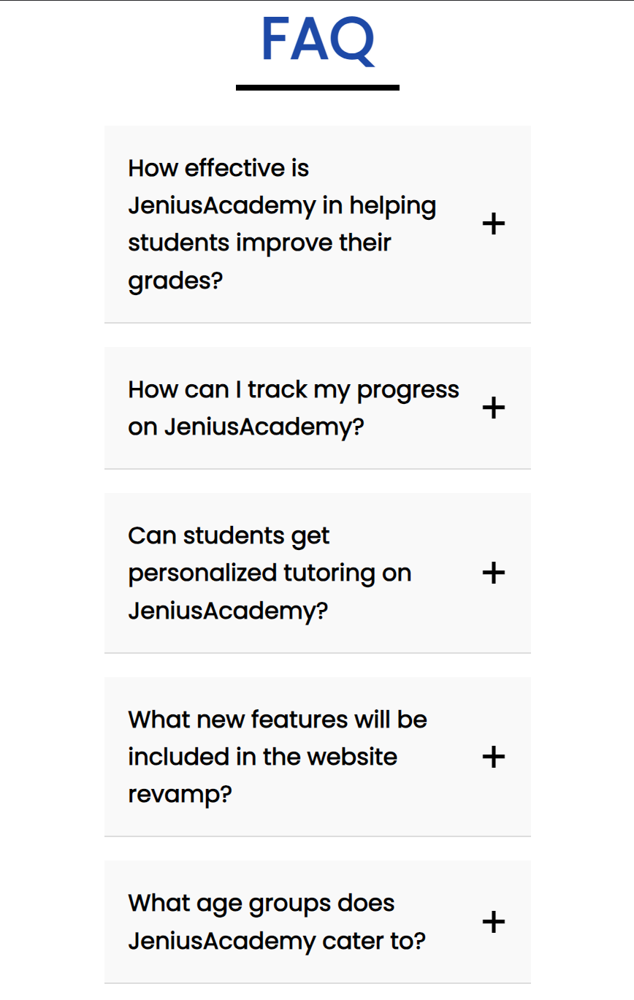 FAQ
How effective is
JeniusAcademy in helping
students improve their
grades?
+
How can I track my progress
on JeniusAcademy?
+
Can students get
personalized tutoring on
JeniusAcademy?
+
What new features will be
included in the website
revamp?
+
What age groups does
JeniusAcademy cater to?
+